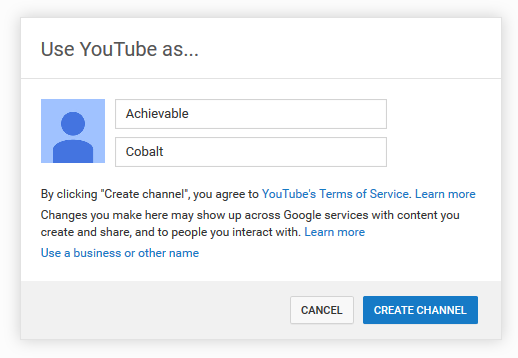 Use YouTube as...
Achievable
Cobalt
By clicking "Create channel", you agree to YouTube's Terms of Service. Learn more
Changes you make here may show up across Google services with content you
create and share, and to people you interact with. Learn more
Use a business or other name
CANCEL
CREATE CHANNEL